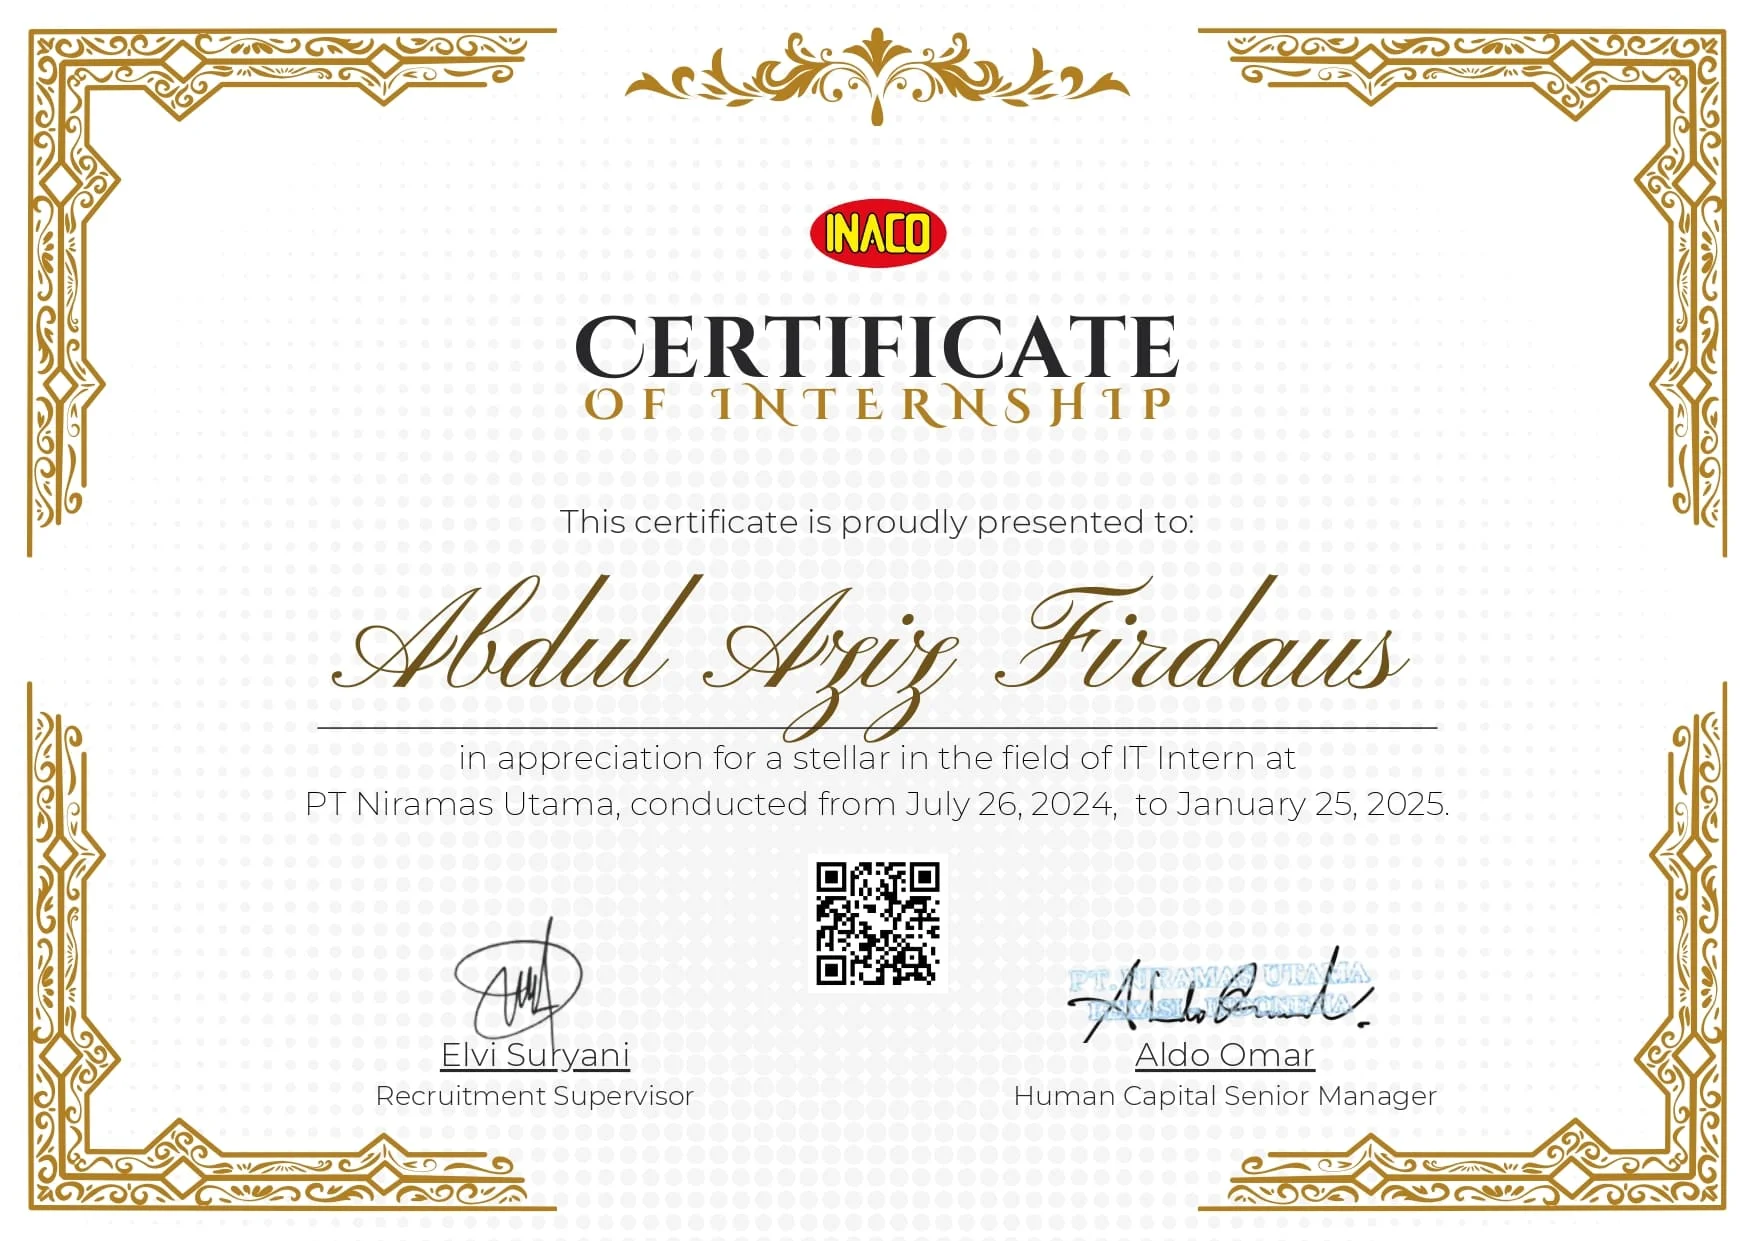 INACO
CERTIFICATE
OF INTERNSHIP
This certificate is proudly presented to:
Abdul Aziz Firdaus
in appreciation for a stellar in the field of IT Intern at
PT Niramas Utama, conducted from July 26, 2024, to January 25, 2025.
PT. NIRAMAS UTAMA
BEKASI - INDONESIA
Elvi Suryani
Aldo Omar
Recruitment Supervisor
Human Capital Senior Manager